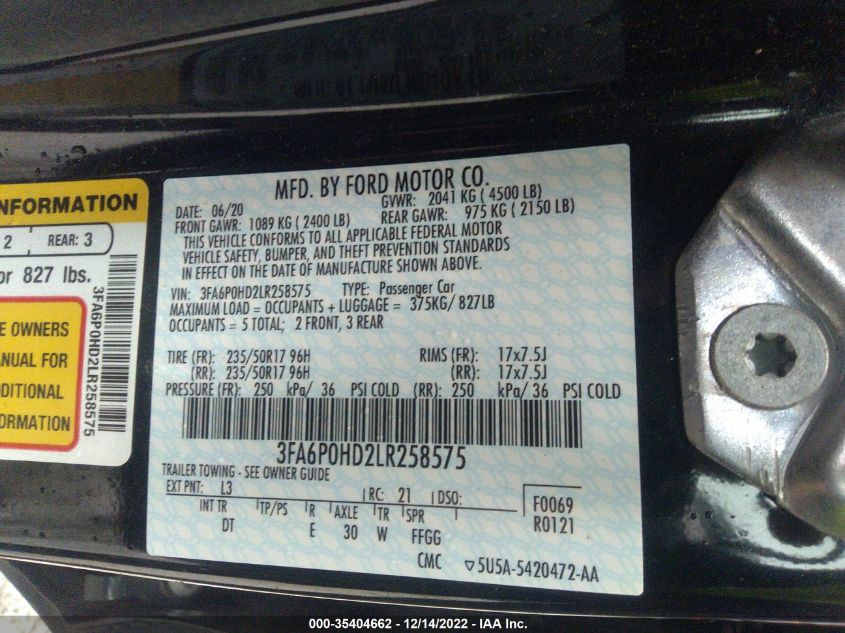 MFD. BY FORD MOTOR CO.
DATE: 06/20 GVWR: 2041 KG ( 4500 LB)
FRONT GAWR: 1089 KG ( 2400 LB) REAR GAWR: 975 KG ( 2150 LB)
THIS VEHICLE CONFORMS TO ALL APPLICABLE FEDERAL MOTOR
VEHICLE SAFETY, BUMPER, AND THEFT PREVENTION STANDARDS
IN EFFECT ON THE DATE OF MANUFACTURE SHOWN ABOVE.
VIN: 3FA6P0HD2LR258575 TYPE: Passenger Car
MAXIMUM LOAD = OCCUPANTS + LUGGAGE = 375KG/ 827LB
OCCUPANTS = 5 TOTAL; 2 FRONT, 3 REAR
TIRE (FR): 235/50R17 96H RIMS (FR): 17x7.5J
(RR): 235/50R17 96H (RR): 17x7.5J
PRESSURE (FR): 250 kPa/ 36 PSI COLD (RR): 250 kPa/ 36 PSI COLD
3FA6P0HD2LR258575
TRAILER TOWING - SEE OWNER GUIDE
EXT PNT: L3 RC: 21 DSO:
INT TR TP/PS R AXLE TR SPR
DT E 30 W FFGG
F0069
R0121
CMC ▽5U5A-5420472-AA
INFORMATION
2 REAR: 3
or 827 lbs.
E OWNERS
ANUAL FOR
DDITIONAL
ORMATION
3FA6P0HD2LR258575
000-35404662 - 12/14/2022 - IAA Inc.